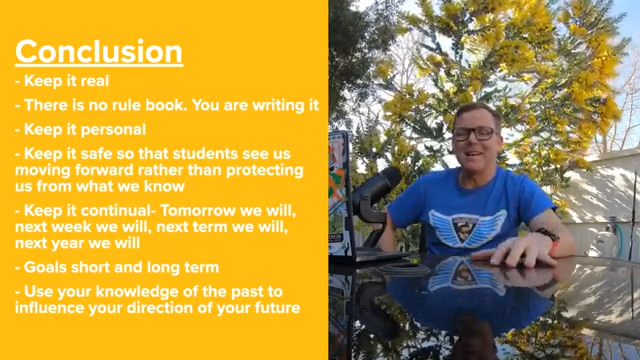 Conclusion
- Keep it real
- There is no rule book. You are writing it
- Keep it personal
- Keep it safe so that students see us
moving forward rather than protecting
us from what we know
- Keep it continual- Tomorrow we will,
next week we will, next term we will,
next year we will
- Goals short and long term
- Use your knowledge of the past to
influence your direction of your future